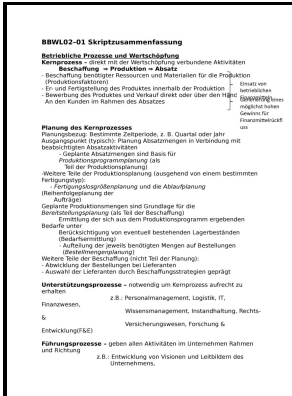 BBWL02–01 Skriptzusammenfassung
Betriebliche Prozesse und Wertschöpfung
Kernprozess – direkt mit der Wertschöpfung verbundene Aktivitäten
Beschaffung ⇒ Produktion ⇒ Absatz
- Beschaffung benötigter Ressourcen und Materialien für die Produktion
(Produktionsfaktoren)
- Er- und Fertigstellung des Produktes innerhalb der Produktion
- Bewerbung des Produktes und Verkauf direkt oder über den Handel
An den Kunden im Rahmen des Absatzes
Einsatz von
betrieblichen
möglichst hohen
Gewinns für
Finanzmittelrückfl
uss
Planung des Kernprozesses
Planungsbezug: Bestimmte Zeitperiode, z. B. Quartal oder Jahr
Ausgangspunkt (typisch): Planung Absatzmengen in Verbindung mit
beabsichtigten Absatzaktivitäten
- Geplante Absatzmengen sind Basis für
Produktionsprogrammplanung (als
Teil der Produktionsplanung)
-Weitere Teile der Produktionsplanung (ausgehend von einem bestimmten
Fertigungstyp):
- Fertigungslosgrößenplanung und die Ablaufplanung
(Reihenfolgeplanung der
Aufträge)
Geplante Produktionsmengen sind Grundlage für die
Bereitstellungsplanung (als Teil der Beschaffung)
Ermittlung der sich aus dem Produktionsprogramm ergebenden
Bedarfe unter
Berücksichtigung von eventuell bestehenden Lagerbeständen
(Bedarfsermittlung)
- Aufteilung der jeweils benötigten Mengen auf Bestellungen
(Bestellmengenplanung)
Weitere Teile der Beschaffung (nicht Teil der Planung):
- Abwicklung der Bestellungen bei Lieferanten
- Auswahl der Lieferanten durch Beschaffungsstrategien geprägt
Unterstützungsprozesse – notwendig um Kernprozess aufrecht zu
erhalten
z.B.: Personalmanagement, Logistik, IT,
Finanzwesen,
Wissensmanagement, Instandhaltung, Rechts-
&
Versicherungswesen, Forschung &
Entwicklung(F&E)
Führungsprozesse – geben allen Aktivitäten im Unternehmen Rahmen
und Richtung
z.B.: Entwicklung von Visionen und Leitbildern des
Unternehmens,